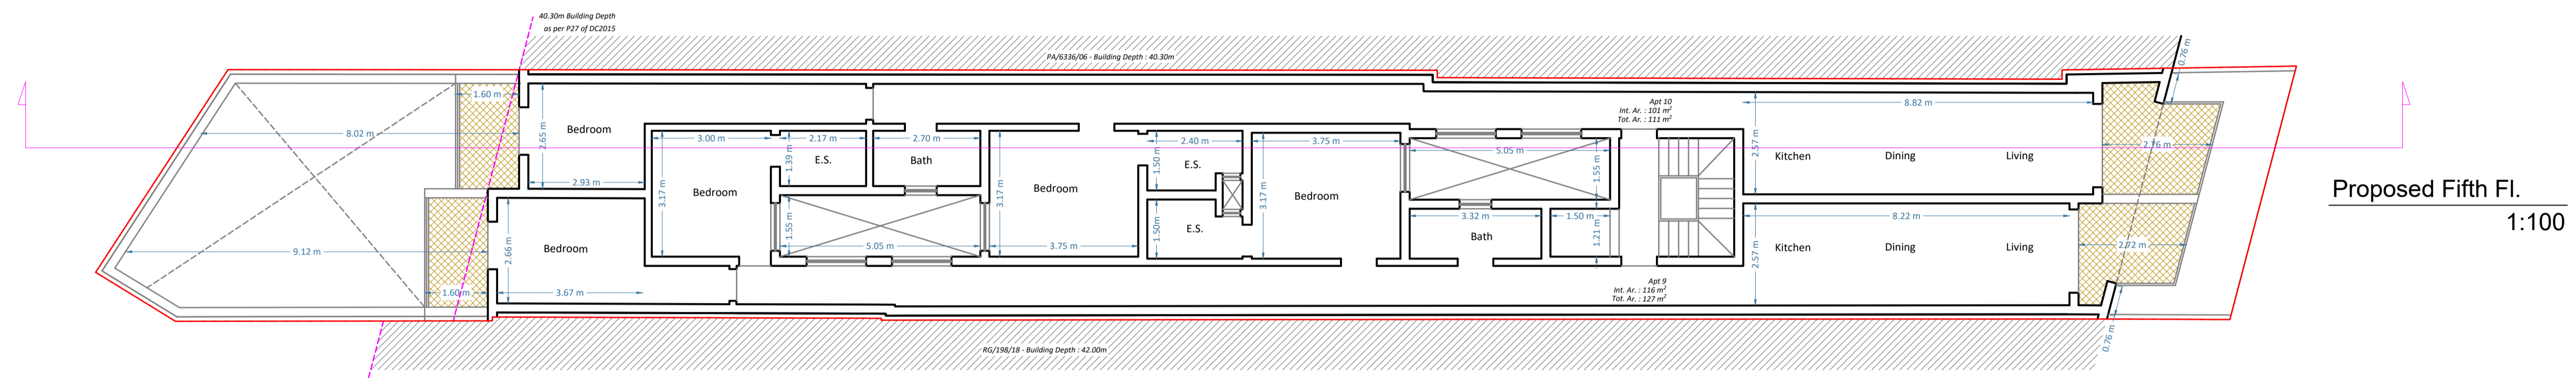 40.30m Building Depth
as per P27 of DC2015
PA/6336/06 - Building Depth : 40.30m
0.76 m
1.60 m
8.02 m
2.65 m
Bedroom
2.93 m
3.00 m
3.17 m
Bedroom
2.17 m
1.39 m
E.S.
2.70 m
Bath
3.17 m
Bedroom
2.40 m
1.50 m
E.S.
3.75 m
3.17 m
Bedroom
5.05 m
1.55 m
Apt 10
Int. Ar. : 101 m²
Tot. Ar. : 111 m²
8.82 m
2.57 m
Kitchen
Dining
Living
2.76 m
Proposed Fifth Fl.
1:100
9.12 m
1.60 m
2.66 m
Bedroom
3.67 m
1.55 m
5.05 m
3.75 m
1.50m
E.S.
3.32 m
Bath
1.50 m
1.21 m
8.22 m
2.57 m
Kitchen
Dining
Living
2.72 m
Apt 9
Int. Ar. : 116 m²
Tot. Ar. : 127 m²
0.76 m
RG/198/18 - Building Depth : 42.00m